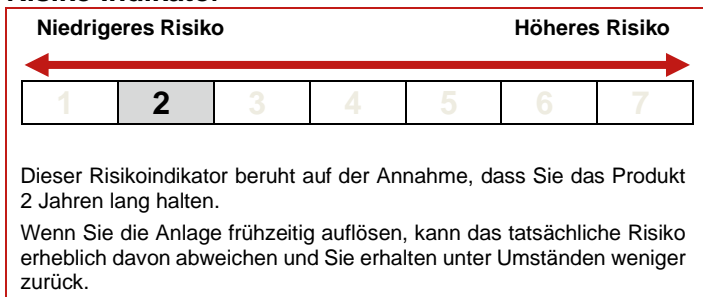 Niedrigeres Risiko Höheres Risiko
1 2 3 4 5 6 7
Dieser Risikoindikator beruht auf der Annahme, dass Sie das Produkt
2 Jahren lang halten.
Wenn Sie die Anlage frühzeitig auflösen, kann das tatsächliche Risiko
erheblich davon abweichen und Sie erhalten unter Umständen weniger
zurück.